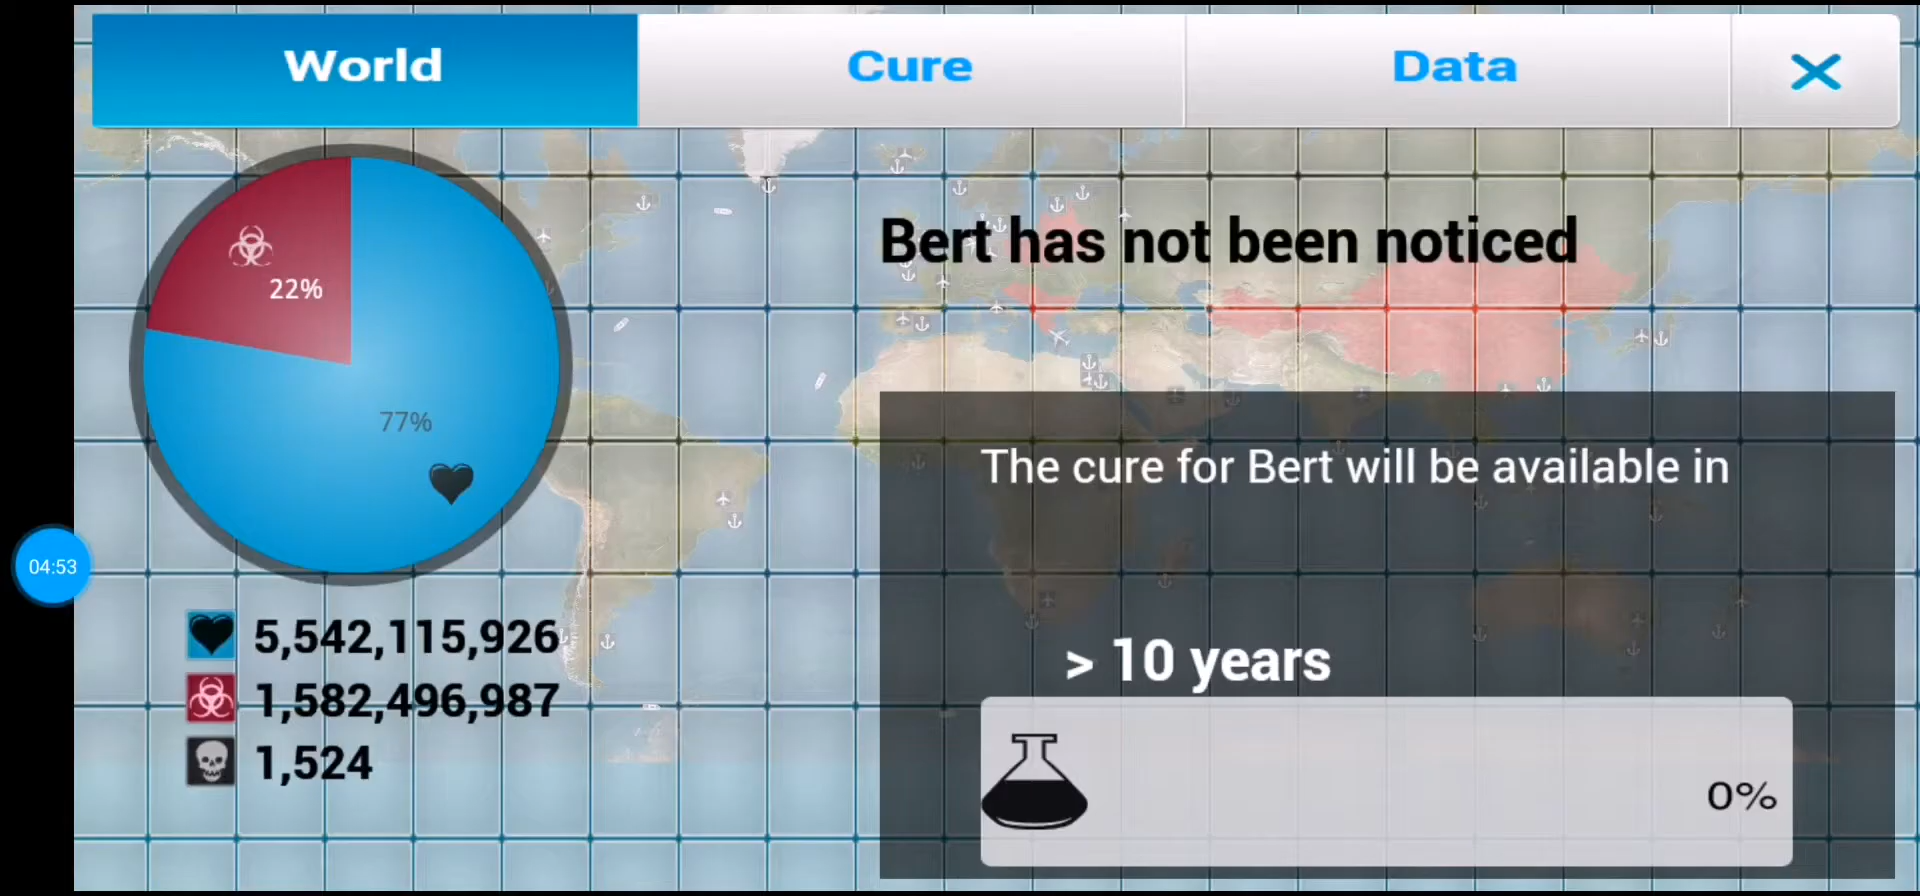 World
Cure
Data
Bert has not been noticed
22%
77%
The cure for Bert will be available in
04:53
5,542,115,926
> 10 years
1,582,496,987
1,524
0%